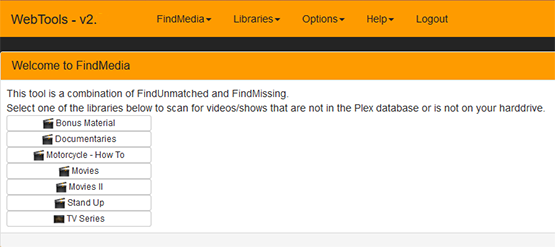 WebTools - v2.
FindMedia Libraries Options Help Logout
Welcome to FindMedia
This tool is a combination of FindUnmatched and FindMissing.
Select one of the libraries below to scan for videos/shows that are not in the Plex database or is not on your harddrive.
Bonus Material
Documentaries
Motorcycle - How To
Movies
Movies II
Stand Up
TV Series